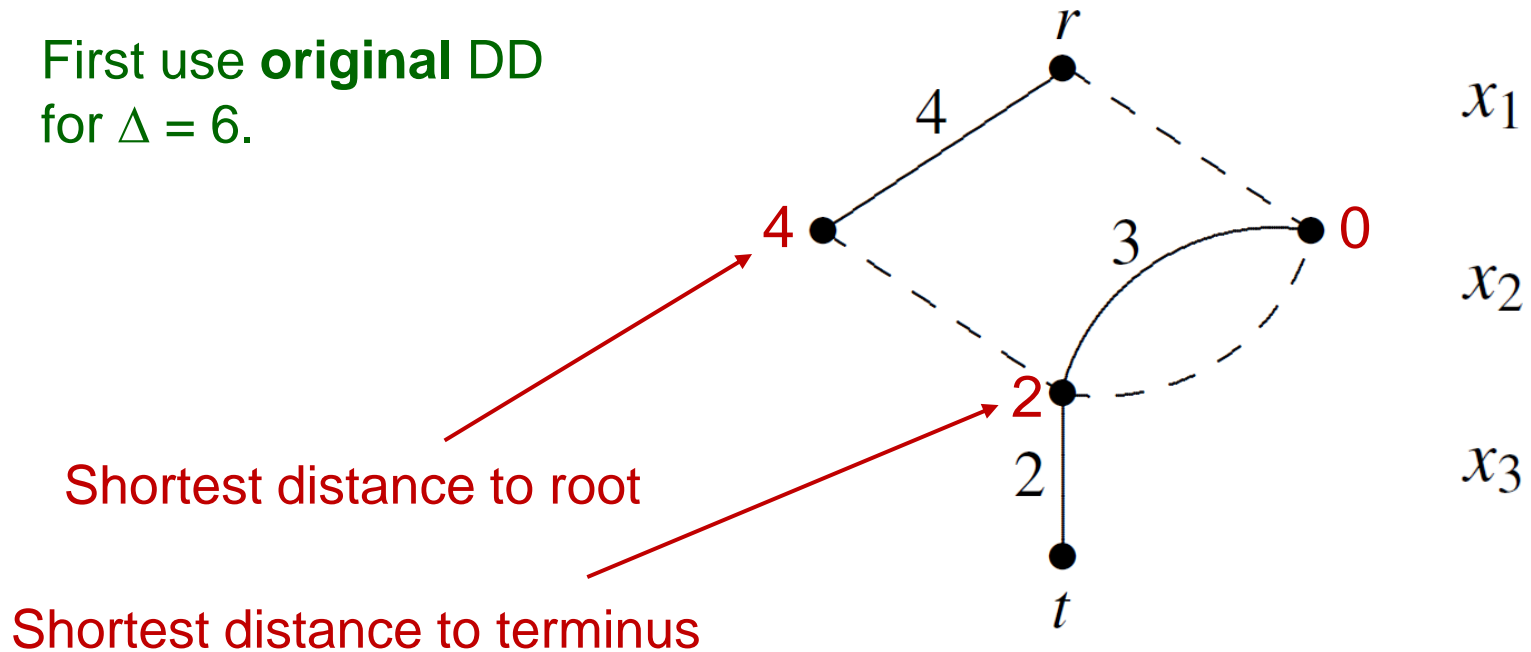 First use original DD
for Δ = 6.
r
4
x1
4
0
3
x2
2
Shortest distance to root
2
x3
t
Shortest distance to terminus